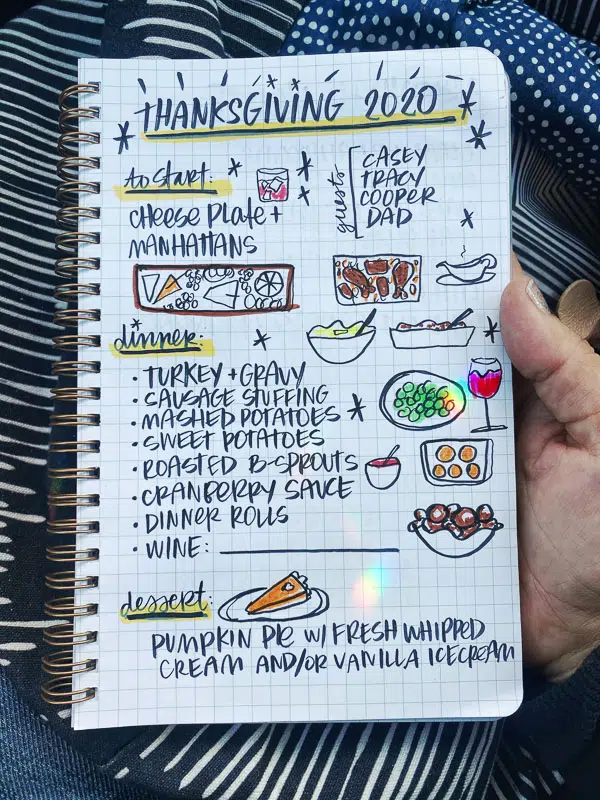 THANKSGIVING 2020
to start:
CHEESE PLATE +
MANHATTANS
guests
CASEY
TRACY
COOPER
DAD
dinner:
• TURKEY + GRAVY
• SAUSAGE STUFFING
• MASHED POTATOES
• SWEET POTATOES
• ROASTED B-SPROUTS
• CRANBERRY SAUCE
• DINNER ROLLS
• WINE:
dessert:
PUMPKIN PIE W/ FRESH WHIPPED
CREAM AND/OR VANILLA ICECREAM